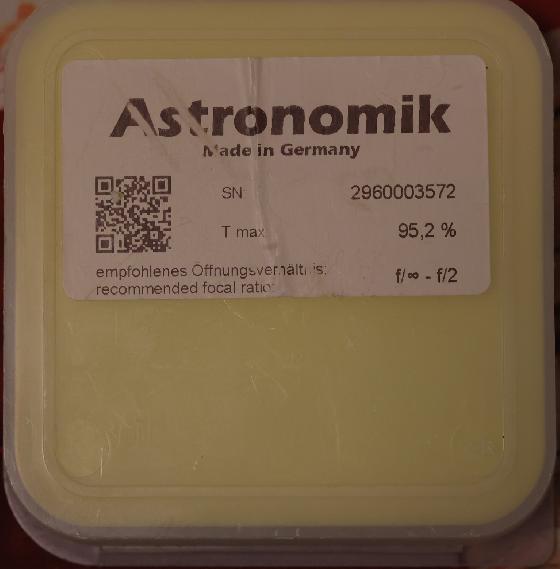 Astronomik
Made in Germany
SN 2960003572
T max 95,2 %
empfohlenes Öffnungsverhältnis:
recommended focal ratio: f/∞ - f/2